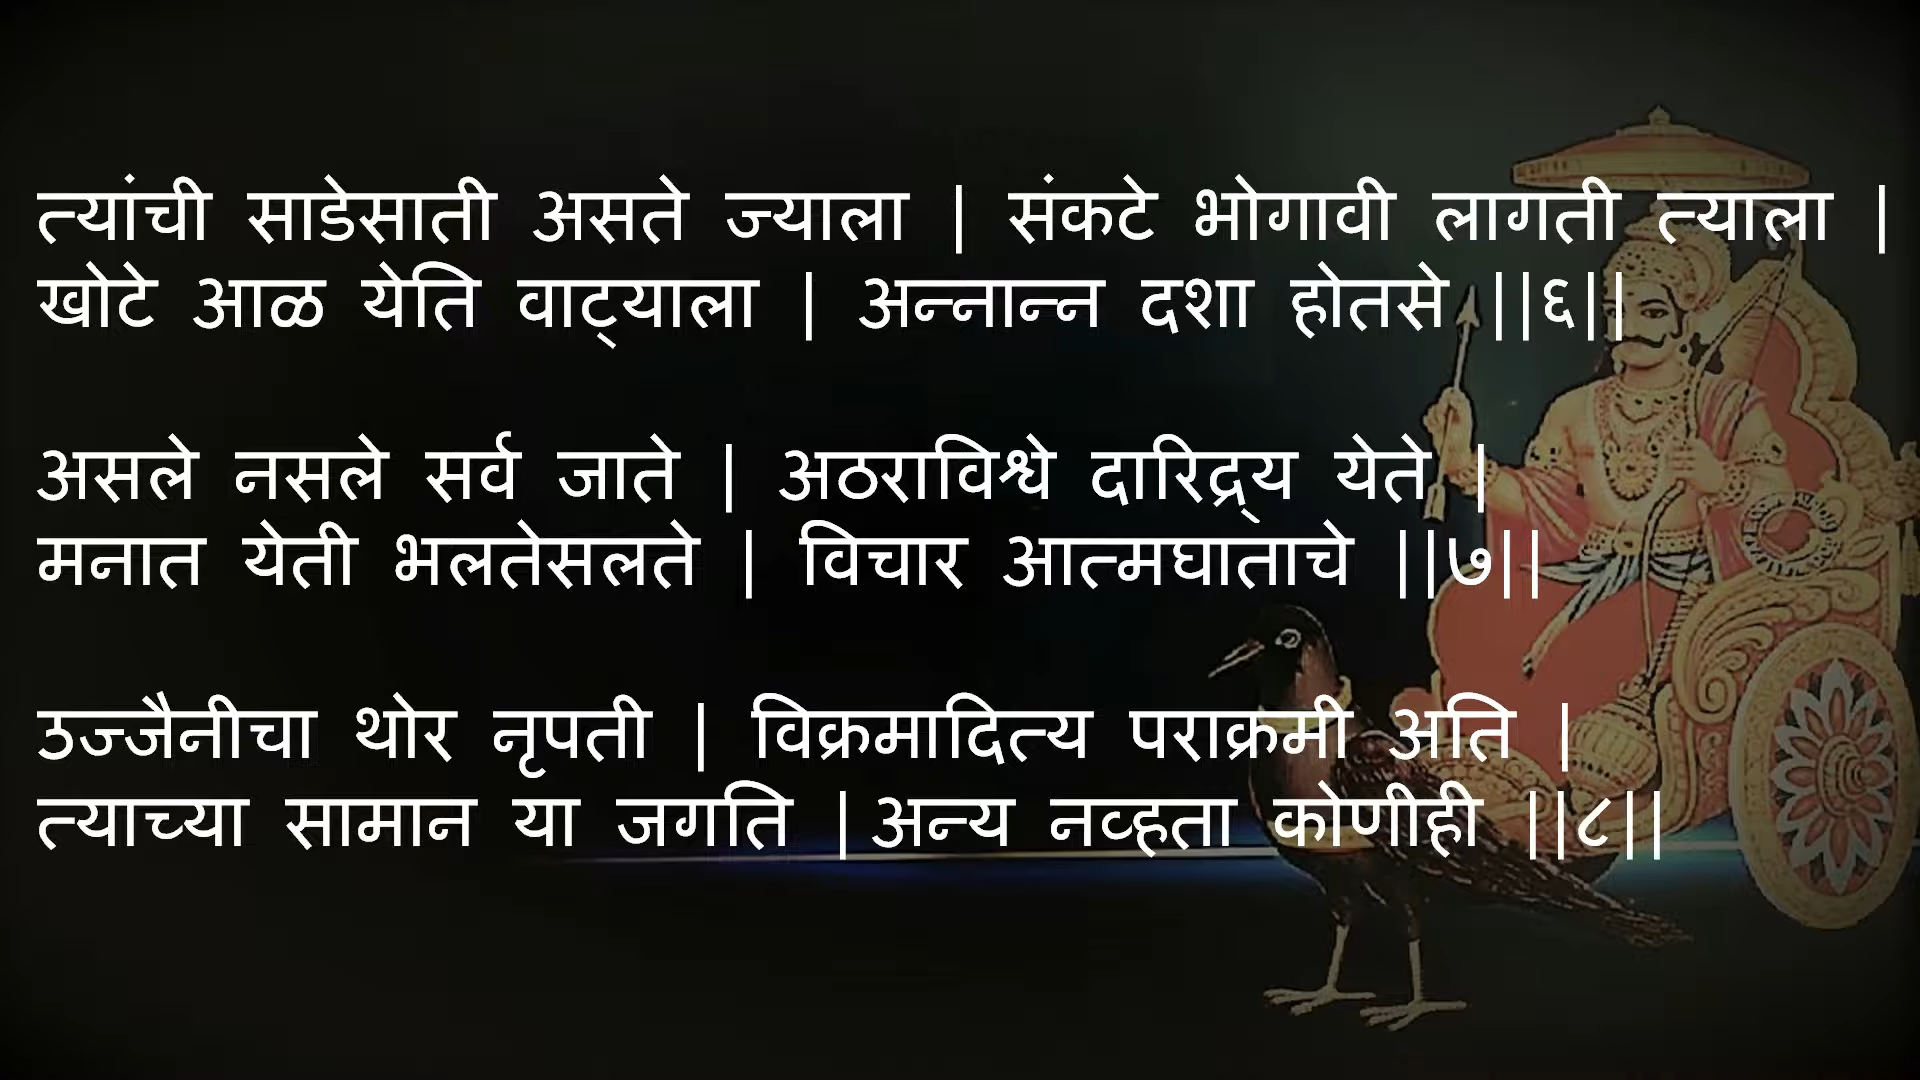 त्यांची साडेसाती असते ज्याला | संकटे भोगावी लागती त्याला |
खोटे आळ येति वाट्याला | अन्नान्न दशा होतसे ||६||
असले नसले सर्व जाते | अठराविश्वे दारिद्र्य येते |
मनात येती भलतेसलते | विचार आत्मघाताचे ||७||
उज्जैनीचा थोर नृपती | विक्रमादित्य पराक्रमी अति |
त्याच्या सामान या जगति | अन्य नव्हता कोणीही ||८||